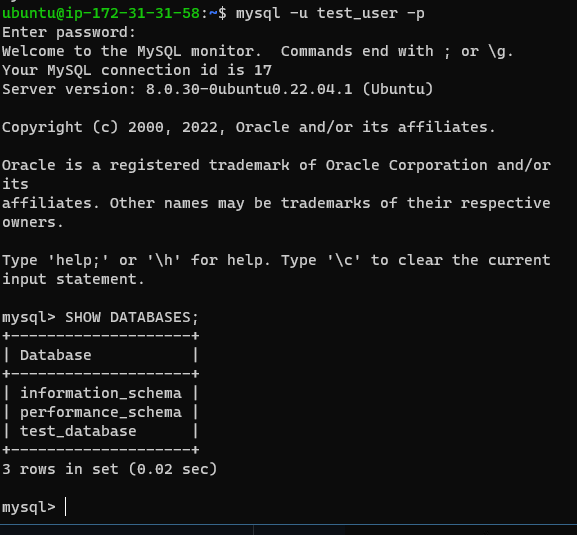 ubuntu@ip-172-31-31-58:~$ mysql -u test_user -p
Enter password:
Welcome to the MySQL monitor.  Commands end with ; or \g.
Your MySQL connection id is 17
Server version: 8.0.30-0ubuntu0.22.04.1 (Ubuntu)
Copyright (c) 2000, 2022, Oracle and/or its affiliates.
Oracle is a registered trademark of Oracle Corporation and/or
its
affiliates. Other names may be trademarks of their respective
owners.
Type 'help;' or '\h' for help. Type '\c' to clear the current
input statement.
mysql> SHOW DATABASES;
+--------------------+
| Database           |
+--------------------+
| information_schema |
| performance_schema |
| test_database      |
+--------------------+
3 rows in set (0.02 sec)
mysql>